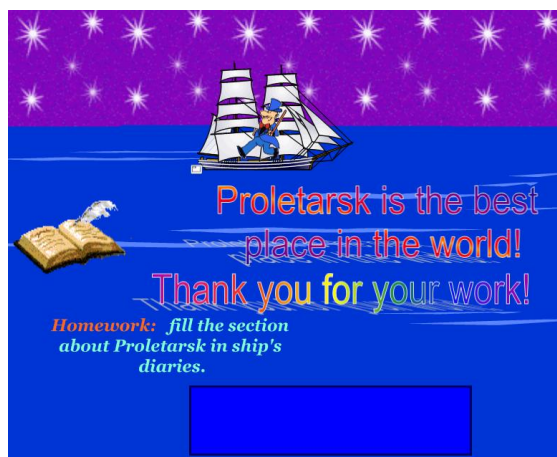 Proletarsk is the best
place in the world!
Thank you for your work!
Homework: fill the section
about Proletarsk in ship's
diaries.